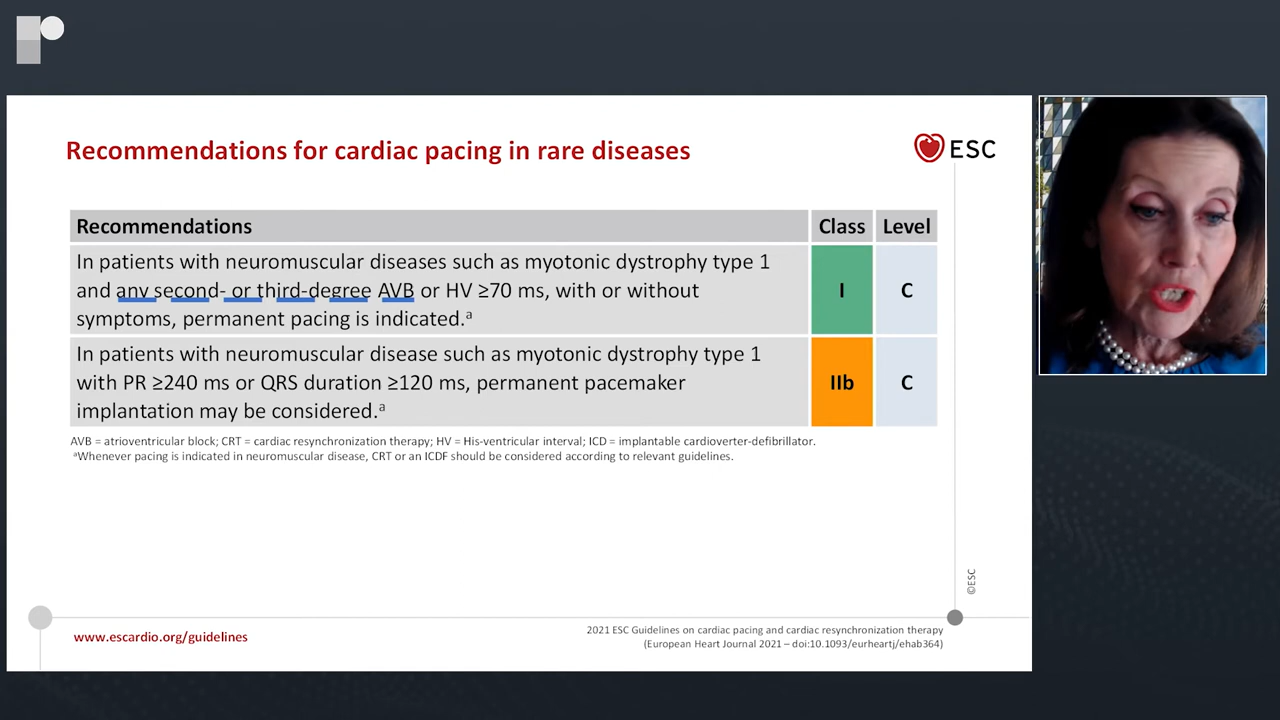 Recommendations for cardiac pacing in rare diseases
ESC
Recommendations Class Level
In patients with neuromuscular diseases such as myotonic dystrophy type 1
and any second- or third-degree AVB or HV ≥70 ms, with or without
symptoms, permanent pacing is indicated.ᵃ
I C
In patients with neuromuscular disease such as myotonic dystrophy type 1
with PR ≥240 ms or QRS duration ≥120 ms, permanent pacemaker
implantation may be considered.ᵃ
IIb C
AVB = atrioventricular block; CRT = cardiac resynchronization therapy; HV = His-ventricular interval; ICD = implantable cardioverter-defibrillator.
ᵃWhenever pacing is indicated in neuromuscular disease, CRT or an ICDF should be considered according to relevant guidelines.
©ESC
www.escardio.org/guidelines
2021 ESC Guidelines on cardiac pacing and cardiac resynchronization therapy
(European Heart Journal 2021 – doi:10.1093/eurheartj/ehab364)